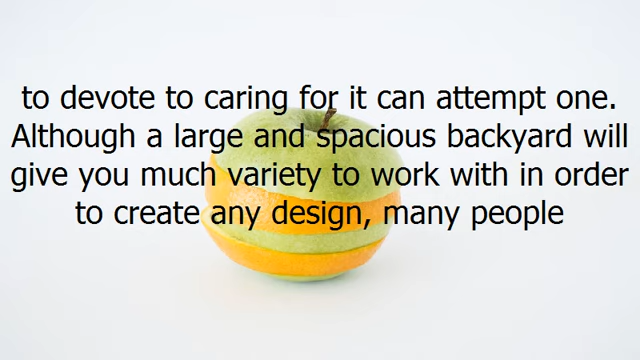 to devote to caring for it can attempt one.
Although a large and spacious backyard will
give you much variety to work with in order
to create any design, many people